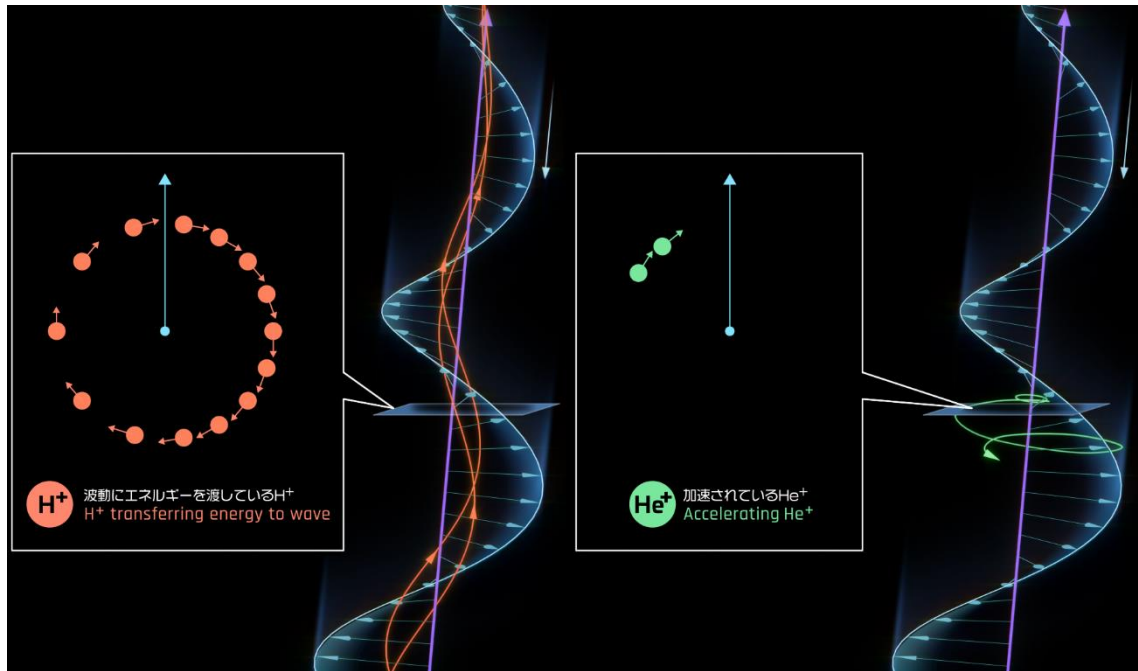 H⁺
波動にエネルギーを渡しているH⁺
H⁺ transferring energy to wave
He⁺
加速されているHe⁺
Accelerating He⁺